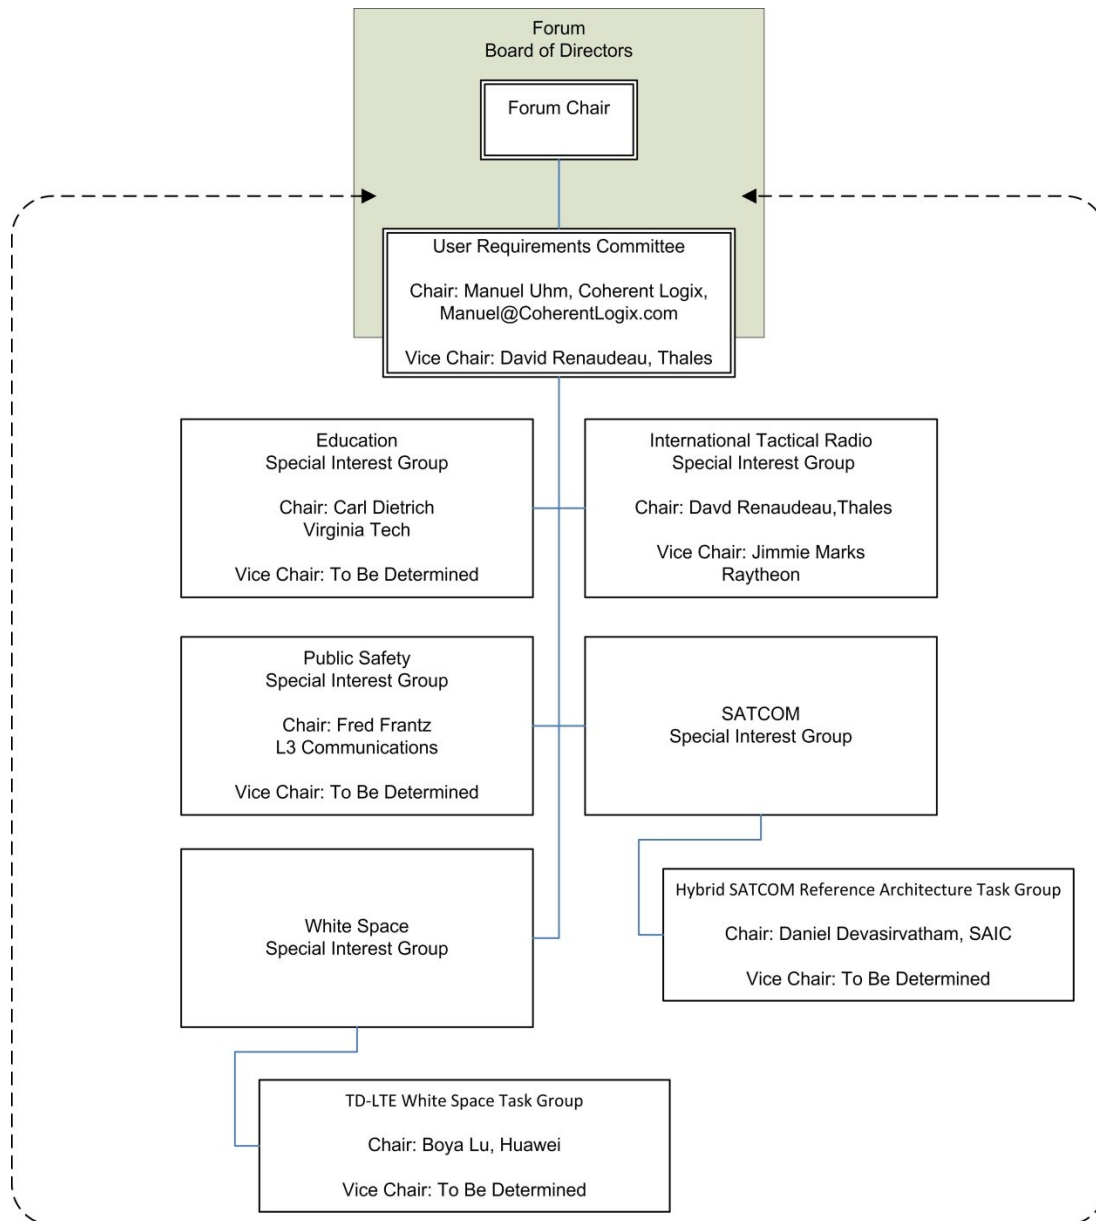 Forum
Board of Directors
Forum Chair
User Requirements Committee
Chair: Manuel Uhm, Coherent Logix,
Manuel@CoherentLogix.com
Vice Chair: David Renaudeau, Thales
Education
Special Interest Group
Chair: Carl Dietrich
Virginia Tech
Vice Chair: To Be Determined
International Tactical Radio
Special Interest Group
Chair: Davd Renaudeau,Thales
Vice Chair: Jimmie Marks
Raytheon
Public Safety
Special Interest Group
Chair: Fred Frantz
L3 Communications
Vice Chair: To Be Determined
SATCOM
Special Interest Group
White Space
Special Interest Group
Hybrid SATCOM Reference Architecture Task Group
Chair: Daniel Devasirvatham, SAIC
Vice Chair: To Be Determined
TD-LTE White Space Task Group
Chair: Boya Lu, Huawei
Vice Chair: To Be Determined